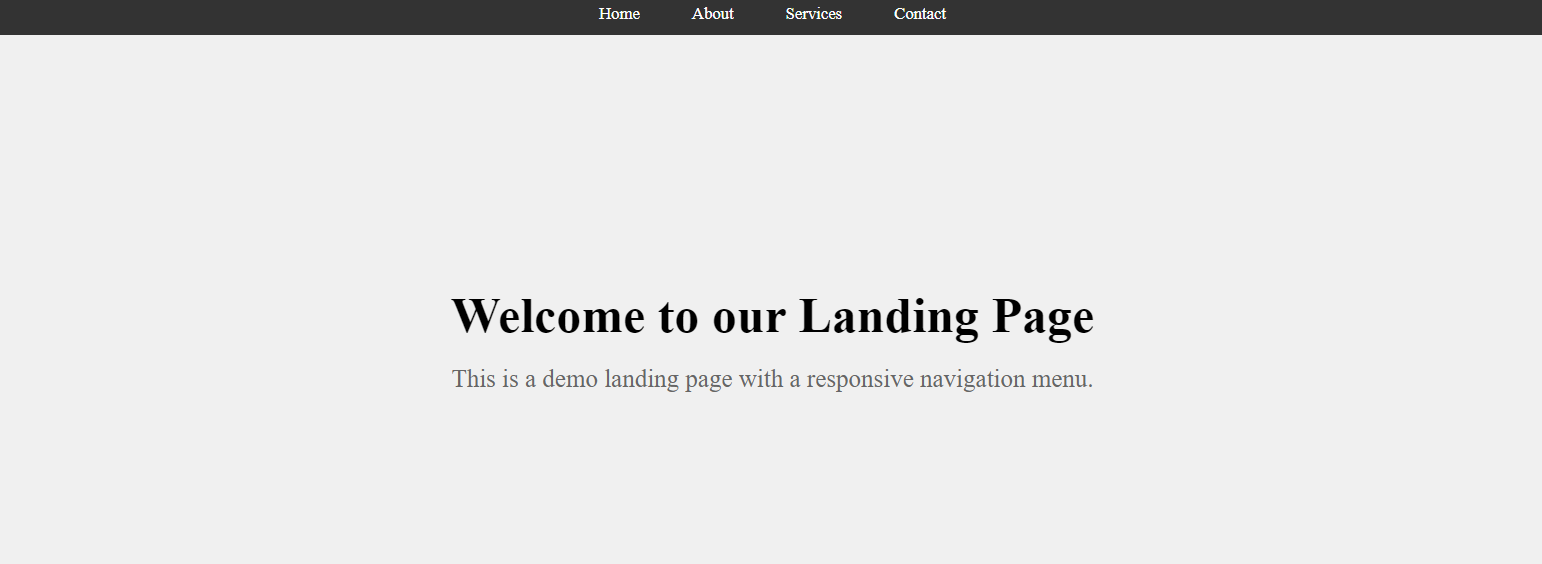 Home About Services Contact
Welcome to our Landing Page
This is a demo landing page with a responsive navigation menu.